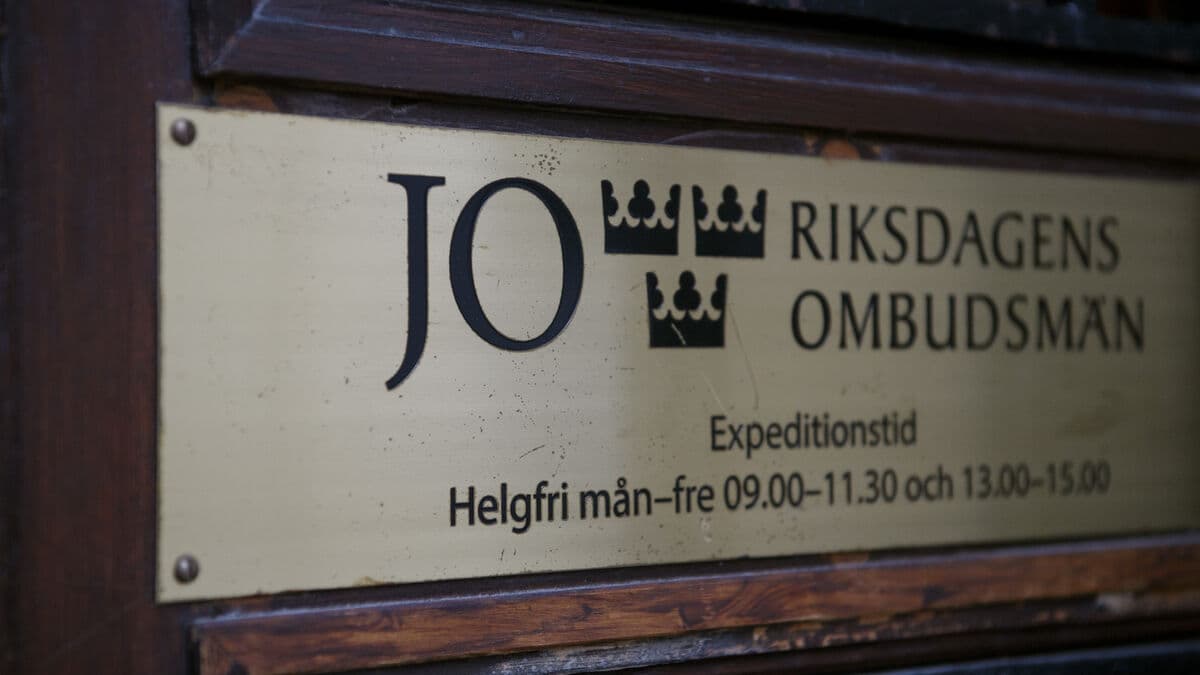 JO RIKSDAGENS
OMBUDSMÄN
Expeditionstid
Helgfri mån–fre 09.00–11.30 och 13.00–15.00